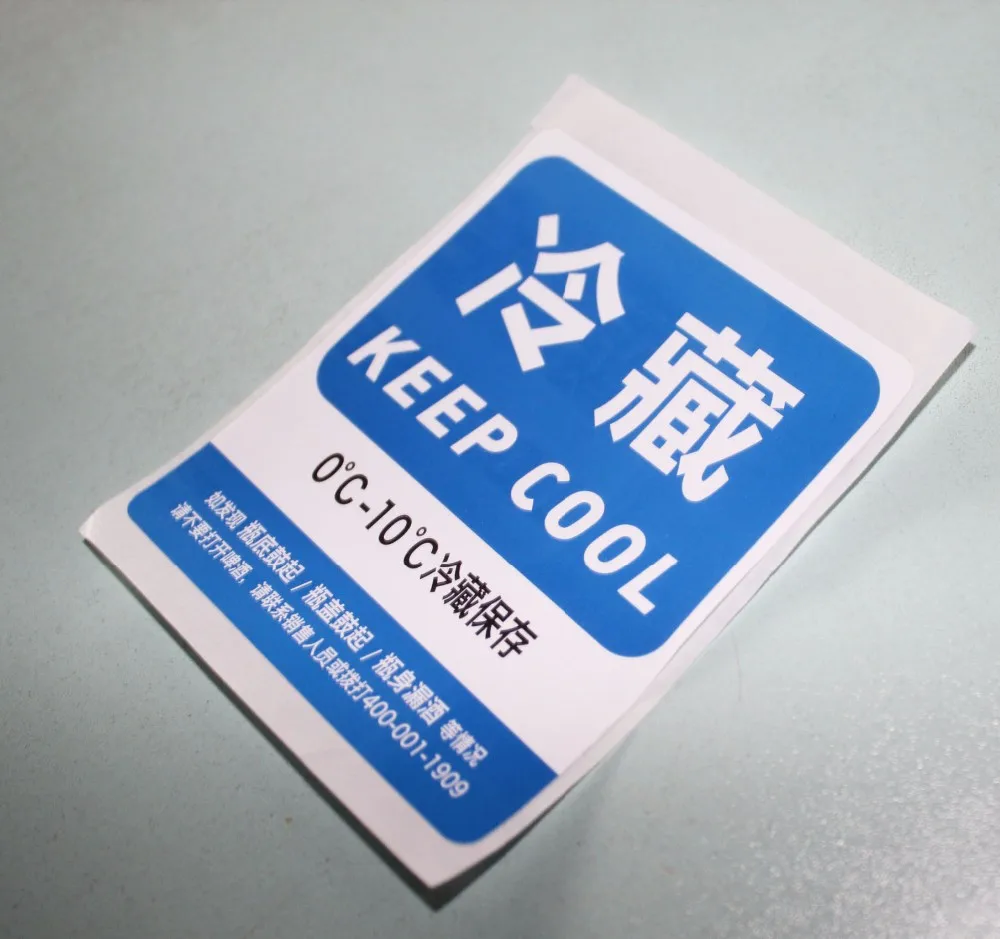 冷藏
KEEP COOL
0℃-10℃冷藏保存
如发现 瓶底鼓起 / 瓶盖鼓起 / 瓶身漏酒 等情况
请不要打开啤酒，请联系销售人员或拨打400-001-1909